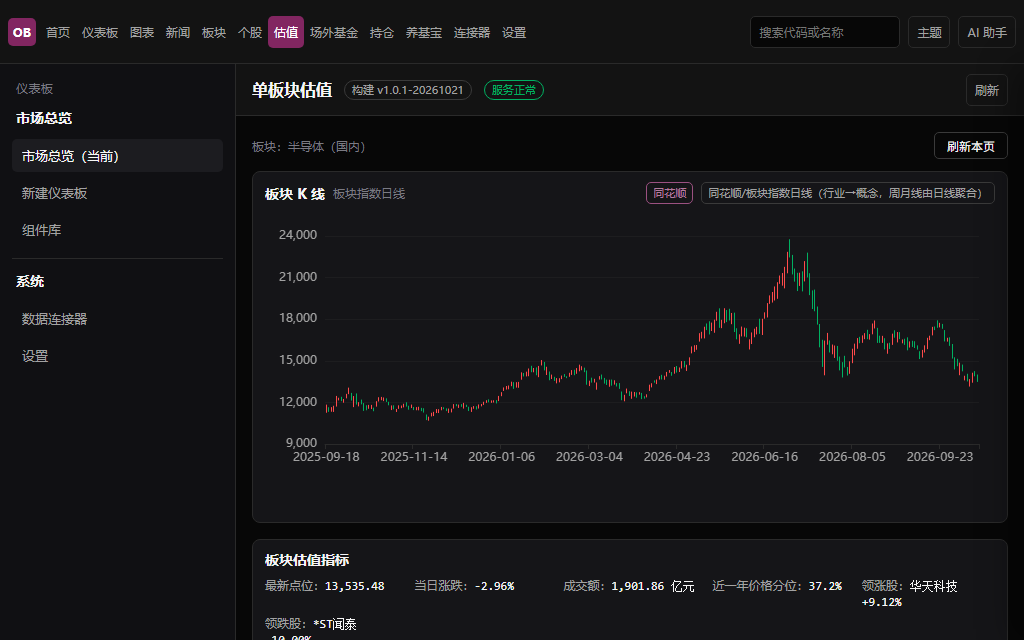 OB 首页 仪表板 图表 新闻 板块 个股 估值 场外基金 持仓 养基宝 连接器 设置 搜索代码或名称 主题 AI 助手
仪表板
市场总览
市场总览（当前）
新建仪表板
组件库
系统
数据连接器
设置
单板块估值 构建 v1.0.1-20261021 服务正常 刷新
板块：半导体（国内） 刷新本页
板块 K 线 板块指数日线 同花顺 同花顺/板块指数日线（行业→概念，周月线由日线聚合）
24,000
21,000
18,000
15,000
12,000
9,000
2025-09-18 2025-11-14 2026-01-06 2026-03-04 2026-04-23 2026-06-16 2026-08-05 2026-09-23
板块估值指标
最新点位：13,535.48 当日涨跌：-2.96% 成交额：1,901.86 亿元 近一年价格分位：37.2% 领涨股：华天科技
+9.12%
领跌股：*ST闻泰
-10.00%